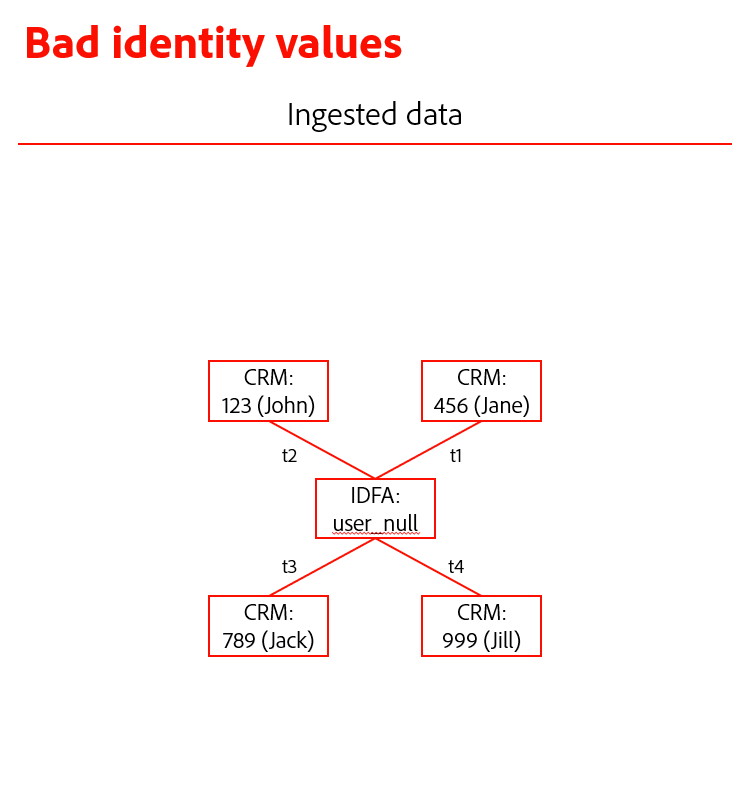 Bad identity values
Ingested data
CRM:
123 (John)
CRM:
456 (Jane)
t2
t1
IDFA:
user_null
t3
t4
CRM:
789 (Jack)
CRM:
999 (Jill)